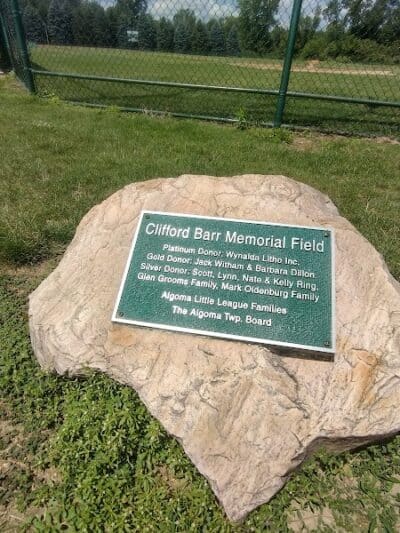 Clifford Barr Memorial Field
Platinum Donor: Wynalda Litho Inc.
Gold Donor: Jack Witham & Barbara Dillon
Silver Donor: Scott, Lynn, Nate & Kelly Ring,
Glen Grooms Family, Mark Oldenburg Family
Algoma Little League Families
The Algoma Twp. Board